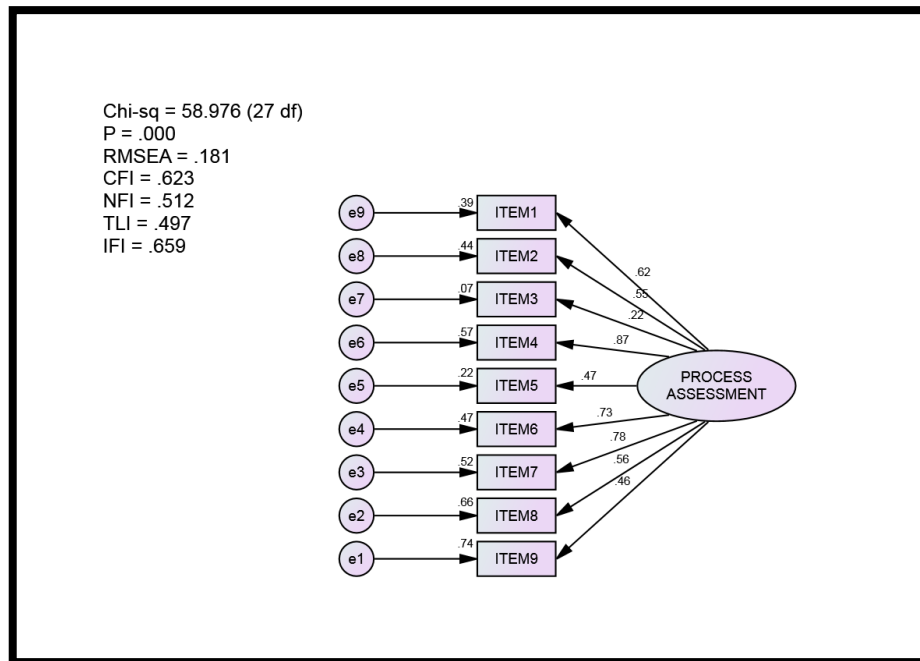 Chi-sq = 58.976 (27 df)
P = .000
RMSEA = .181
CFI = .623
NFI = .512
TLI = .497
IFI = .659
e9 .39 ITEM1
.62
e8 .44 ITEM2
.55
e7 .07 ITEM3
.22
e6 .57 ITEM4
.87
e5 .22 ITEM5
.47
PROCESS
ASSESSMENT
e4 .47 ITEM6
.73
e3 .52 ITEM7
.78
e2 .66 ITEM8
.56
e1 .74 ITEM9
.46